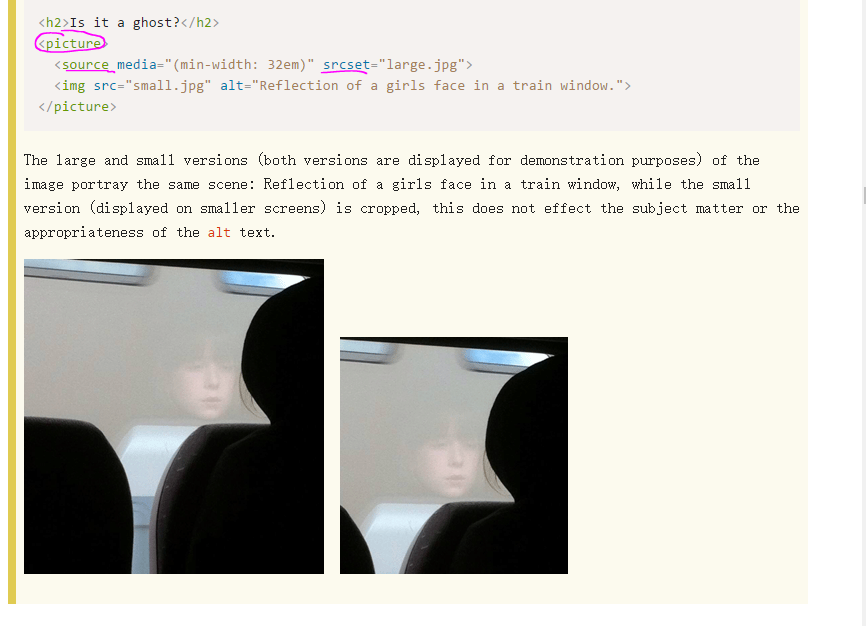 <h2>Is it a ghost?</h2>
<picture>
<source media="(min-width: 32em)" srcset="large.jpg">
<img src="small.jpg" alt="Reflection of a girls face in a train window.">
</picture>
The large and small versions (both versions are displayed for demonstration purposes) of the
image portray the same scene: Reflection of a girls face in a train window, while the small
version (displayed on smaller screens) is cropped, this does not effect the subject matter or the
appropriateness of the alt text.